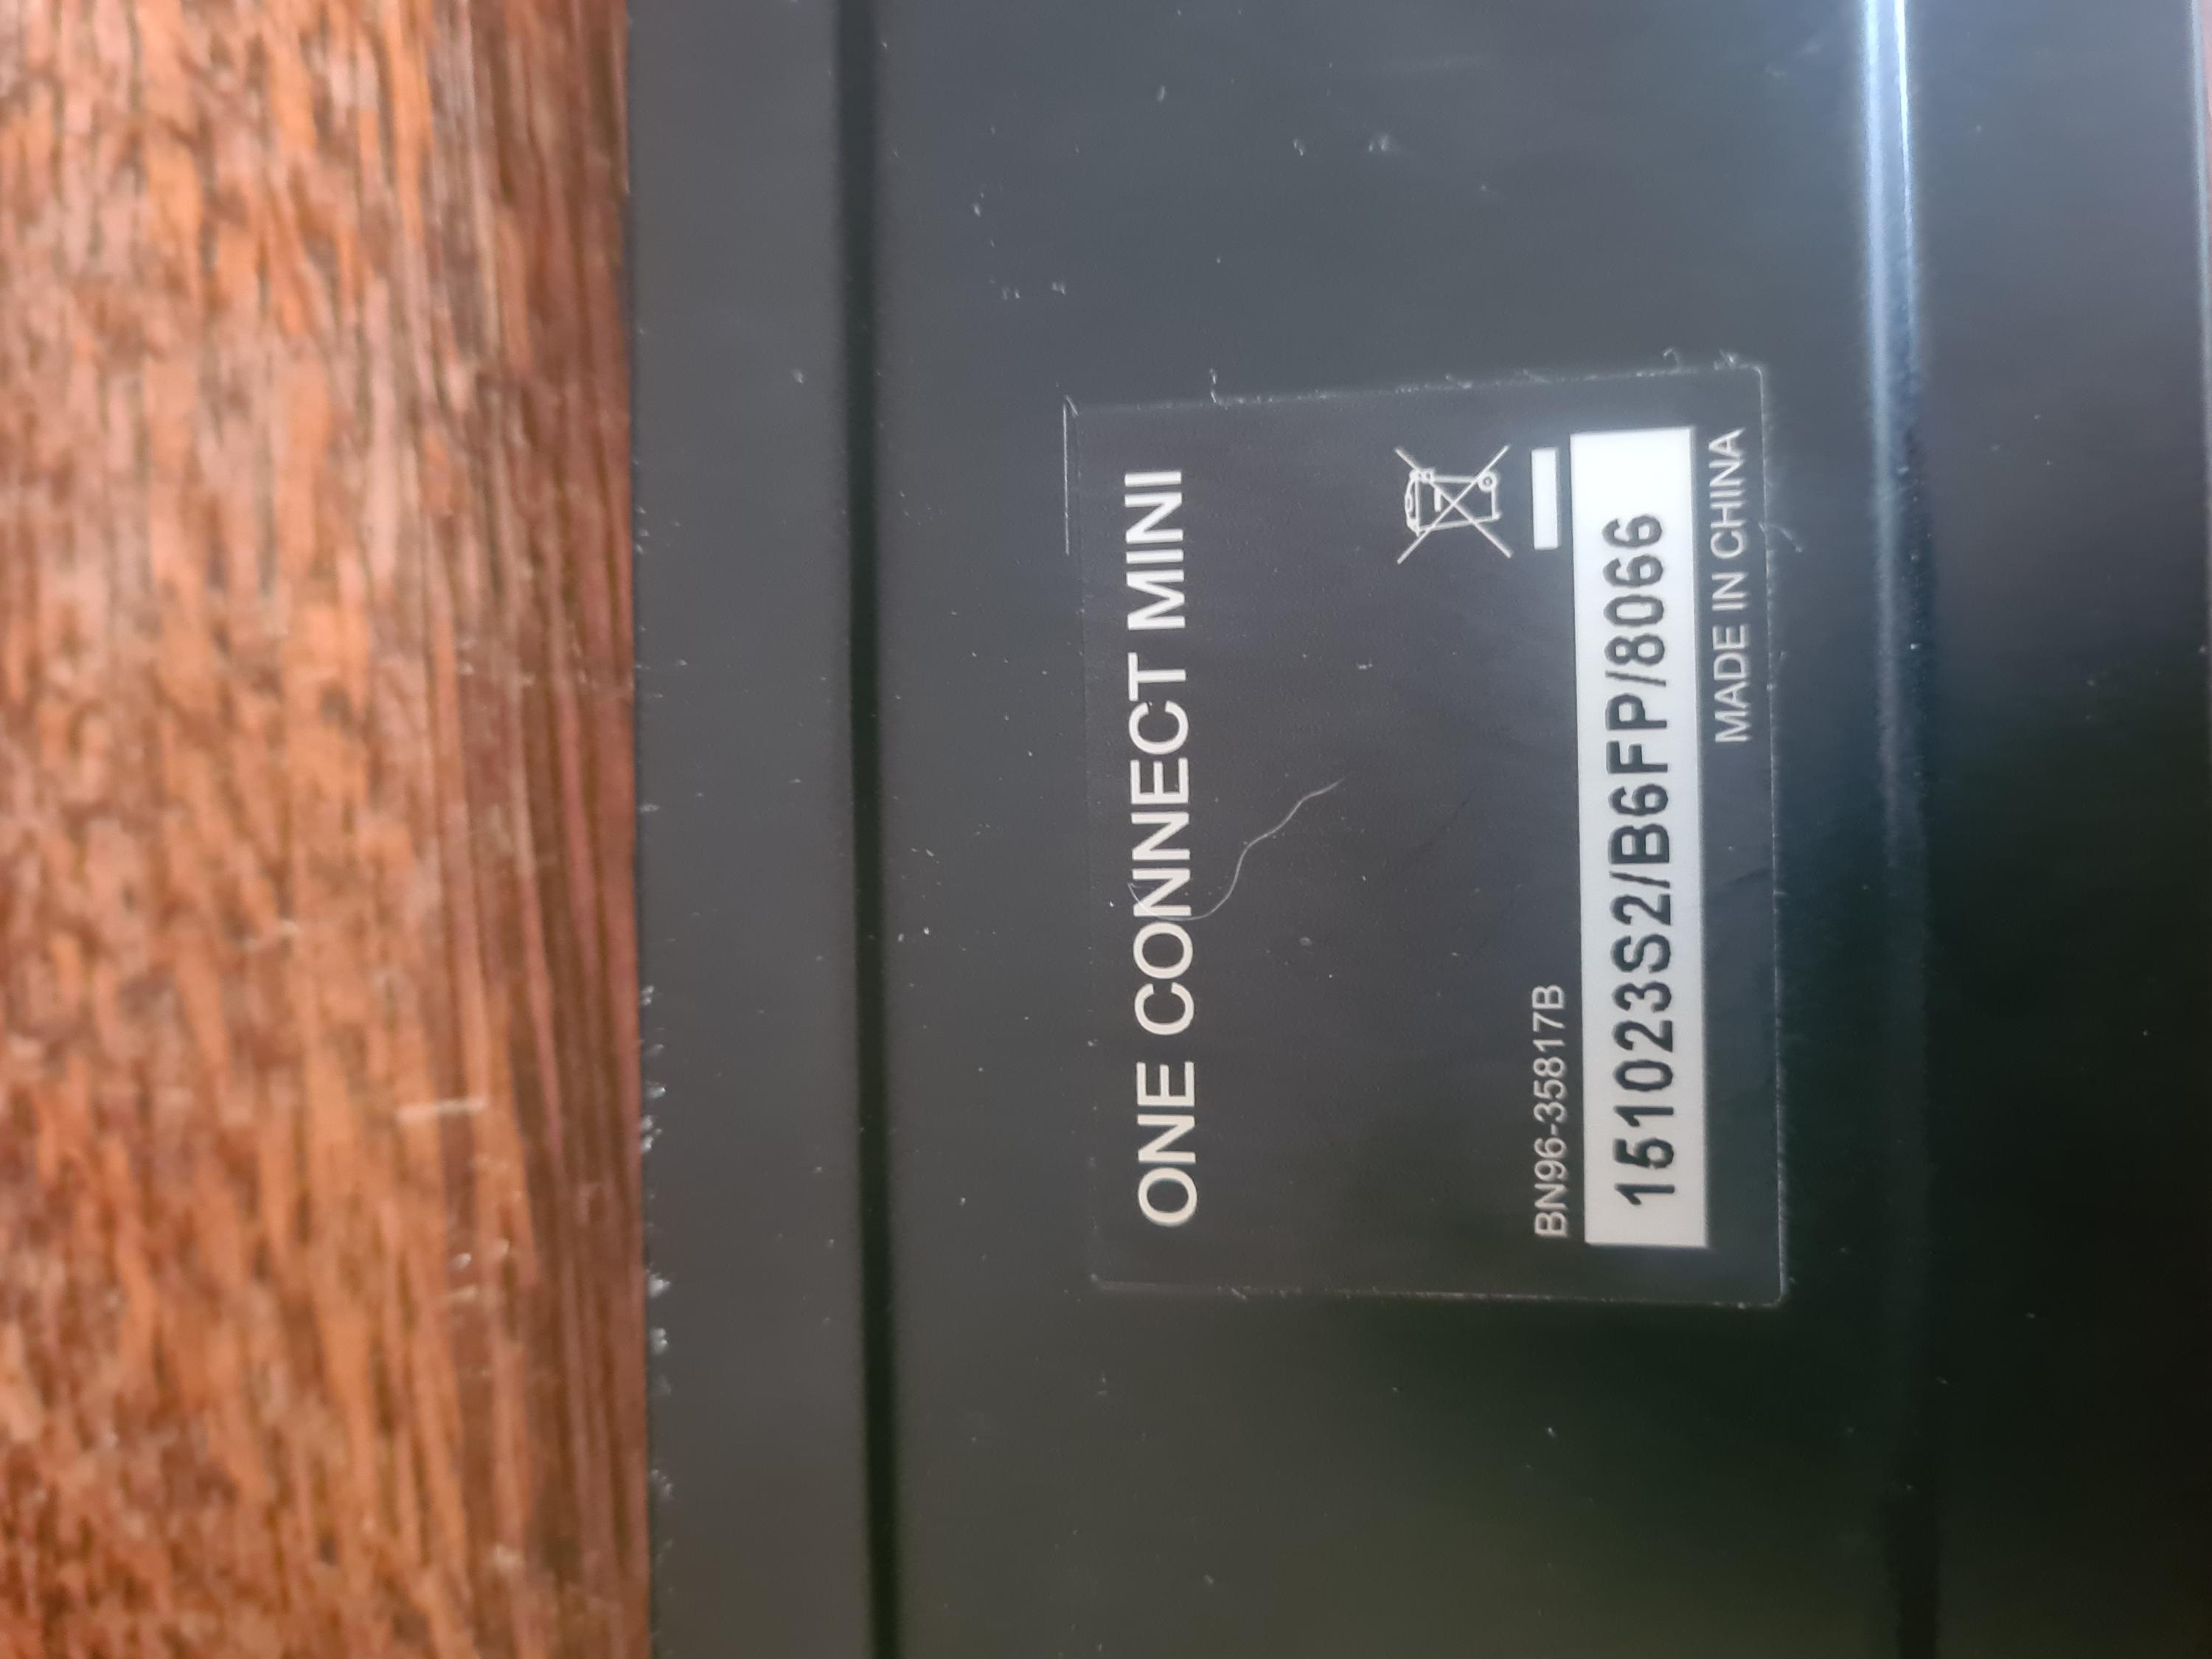 ONE CONNECT MINI
BN96-35817B
151023S2/B6FP/8066
MADE IN CHINA